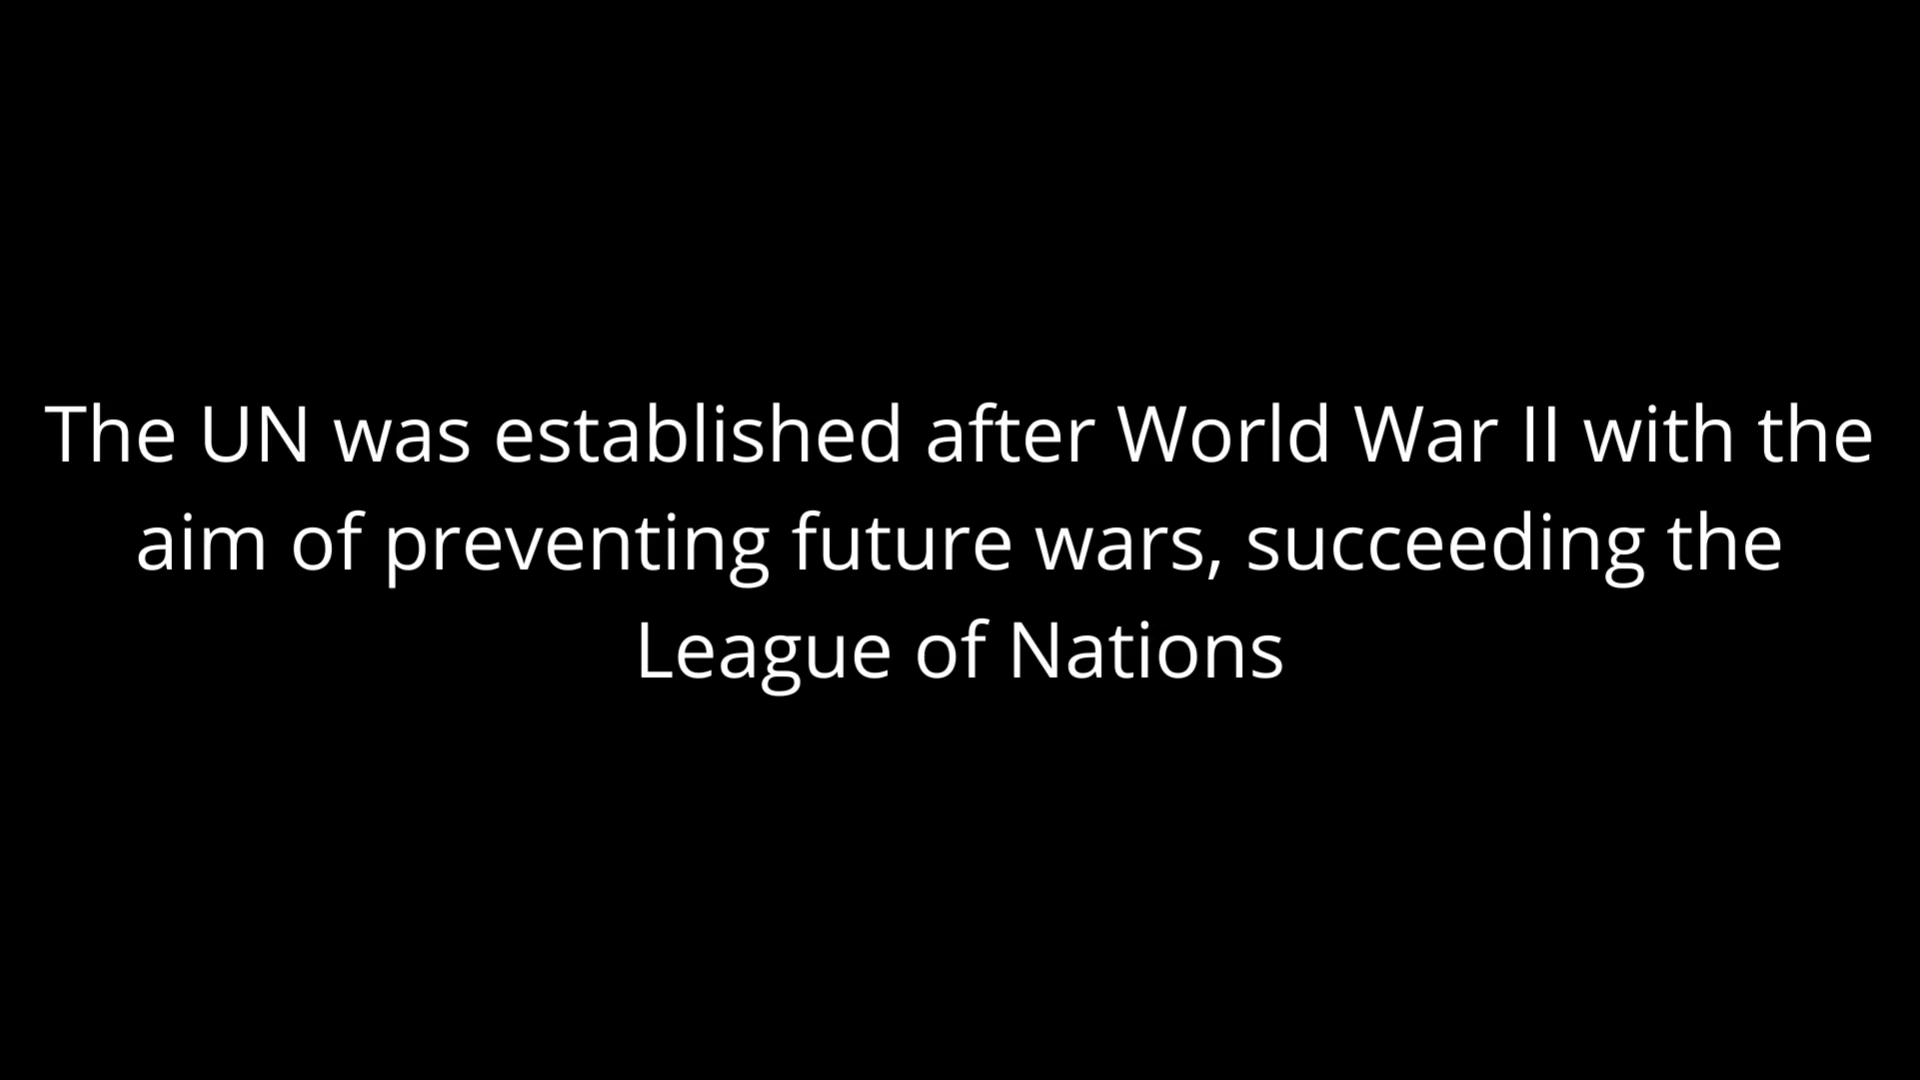 The UN was established after World War II with the
aim of preventing future wars, succeeding the
League of Nations